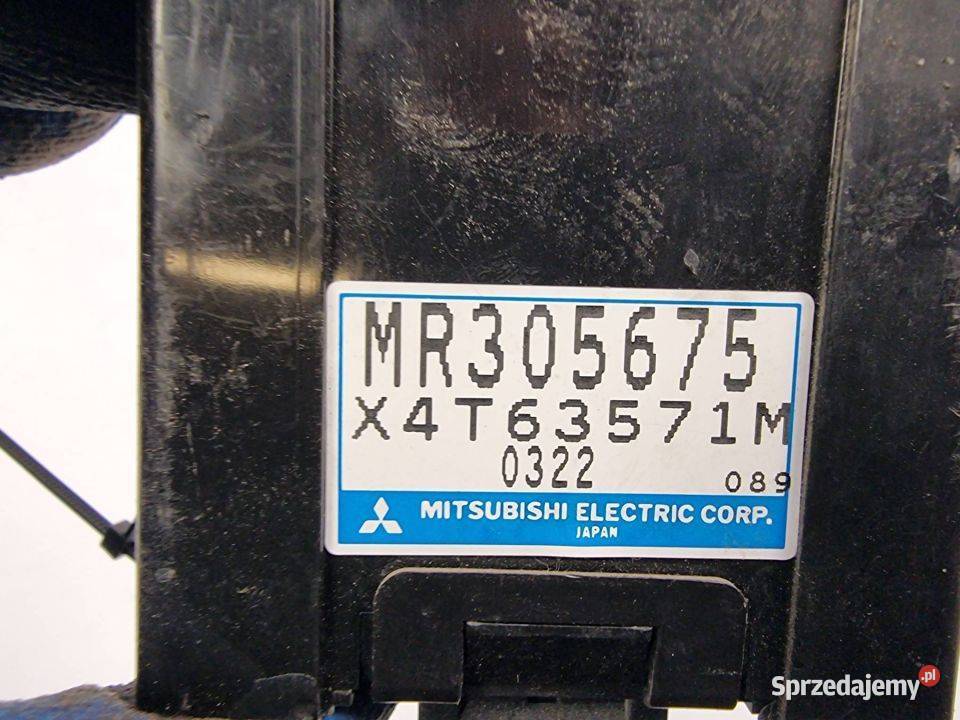 MR305675
X4T63571M
0322
089
MITSUBISHI ELECTRIC CORP.
JAPAN
Sprzedajemy.pl